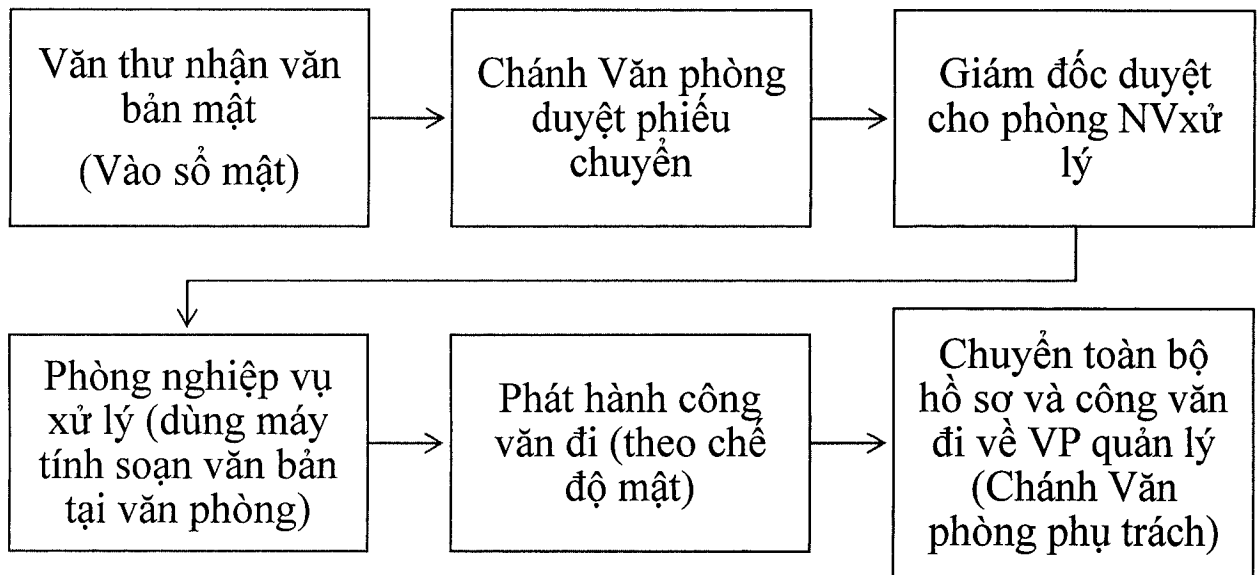 Văn thư nhận văn
bản mật
(Vào sổ mật)
Chánh Văn phòng
duyệt phiếu
chuyển
Giám đốc duyệt
cho phòng NVxử
lý
Phòng nghiệp vụ
xử lý (dùng máy
tính soạn văn bản
tại văn phòng)
Phát hành công
văn đi (theo chế
độ mật)
Chuyển toàn bộ
hồ sơ và công văn
đi về VP quản lý
(Chánh Văn
phòng phụ trách)